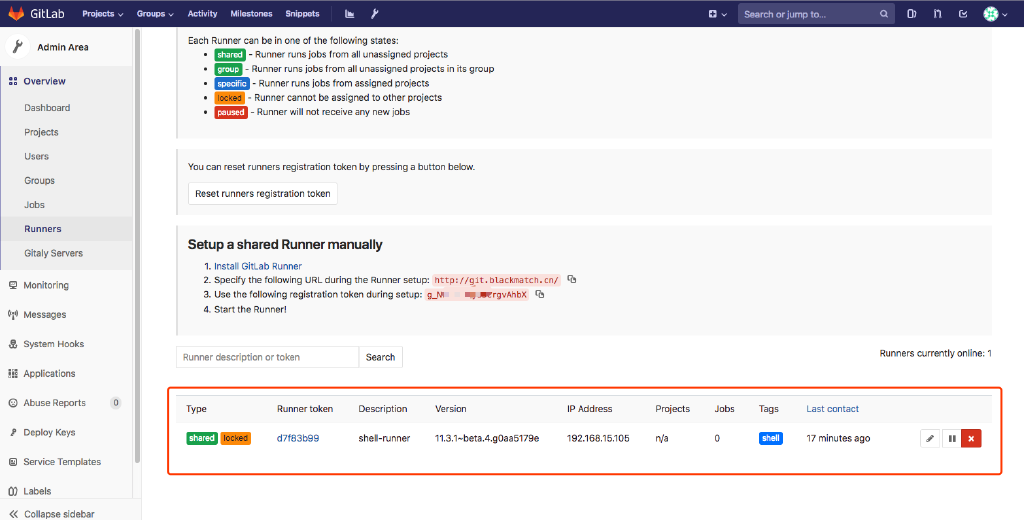 GitLab Projects Groups Activity Milestones Snippets Search or jump to...
Admin Area
Overview
Dashboard
Projects
Users
Groups
Jobs
Runners
Gitaly Servers
Monitoring
Messages
System Hooks
Applications
Abuse Reports 0
Deploy Keys
Service Templates
Labels
Collapse sidebar
Each Runner can be in one of the following states:
shared - Runner runs jobs from all unassigned projects
group - Runner runs jobs from all unassigned projects in its group
specific - Runner runs jobs from assigned projects
locked - Runner cannot be assigned to other projects
paused - Runner will not receive any new jobs
You can reset runners registration token by pressing a button below.
Reset runners registration token
Setup a shared Runner manually
1. Install GitLab Runner
2. Specify the following URL during the Runner setup: http://git.blackmatch.cn/
3. Use the following registration token during setup:
4. Start the Runner!
Runner description or token Search
Runners currently online: 1
Type Runner token Description Version IP Address Projects Jobs Tags Last contact
shared locked d7f83b99 shell-runner 11.3.1~beta.4.g0aa5179e 192.168.15.105 n/a 0 shell 17 minutes ago